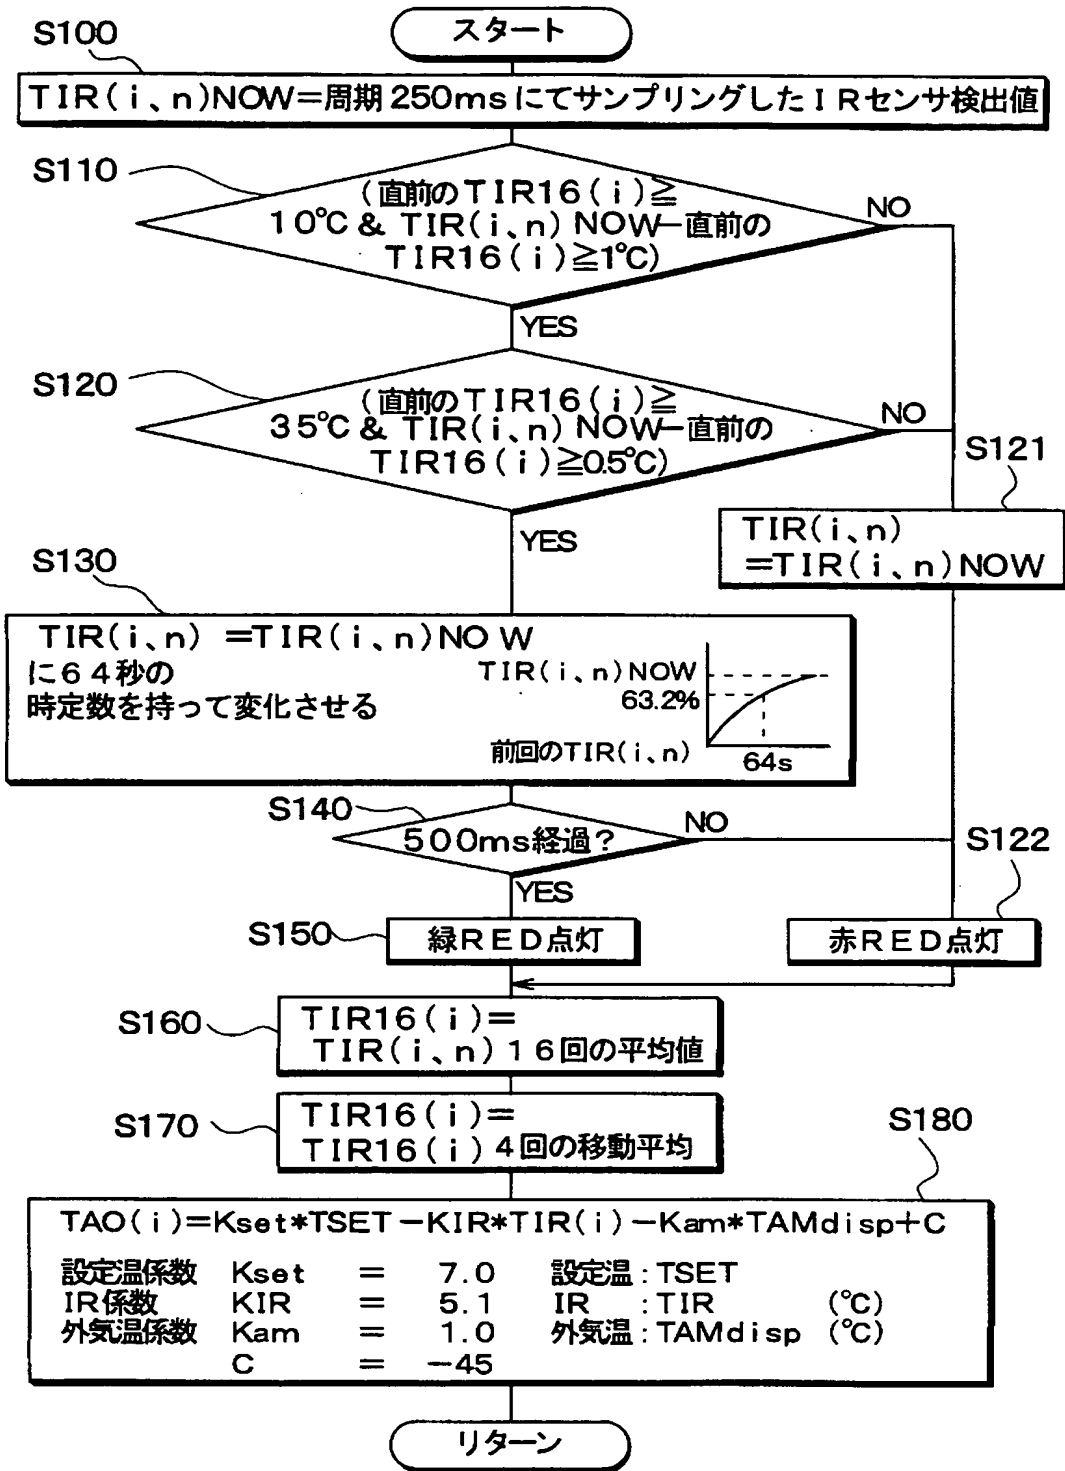 スタート
S100
TIR(i、n)NOW=周期250msにてサンプリングしたIRセンサ検出値
S110
(直前のTIR16(i)≧
10℃& TIR(i、n) NOW−直前の
TIR16(i)≧1℃)
NO
YES
S120
(直前のTIR16(i)≧
35℃& TIR(i、n) NOW−直前の
TIR16(i)≧0.5℃)
NO
YES
S121
TIR(i、n)
=TIR(i、n)NOW
S130
TIR(i、n) =TIR(i、n)NOW
に64秒の
時定数を持って変化させる
TIR(i、n)NOW
63.2%
前回のTIR(i、n)
64s
S140
500ms経過?
NO
YES
S122
S150
緑RED点灯
赤RED点灯
S160
TIR16(i)=
TIR(i、n)16回の平均値
S170
TIR16(i)=
TIR16(i)4回の移動平均
S180
TAO(i)=Kset*TSET−KIR*TIR(i)−Kam*TAMdisp+C
設定温係数 Kset = 7.0 設定温:TSET
IR係数 KIR = 5.1 IR :TIR (℃)
外気温係数 Kam = 1.0 外気温:TAMdisp (℃)
C = −45
リターン